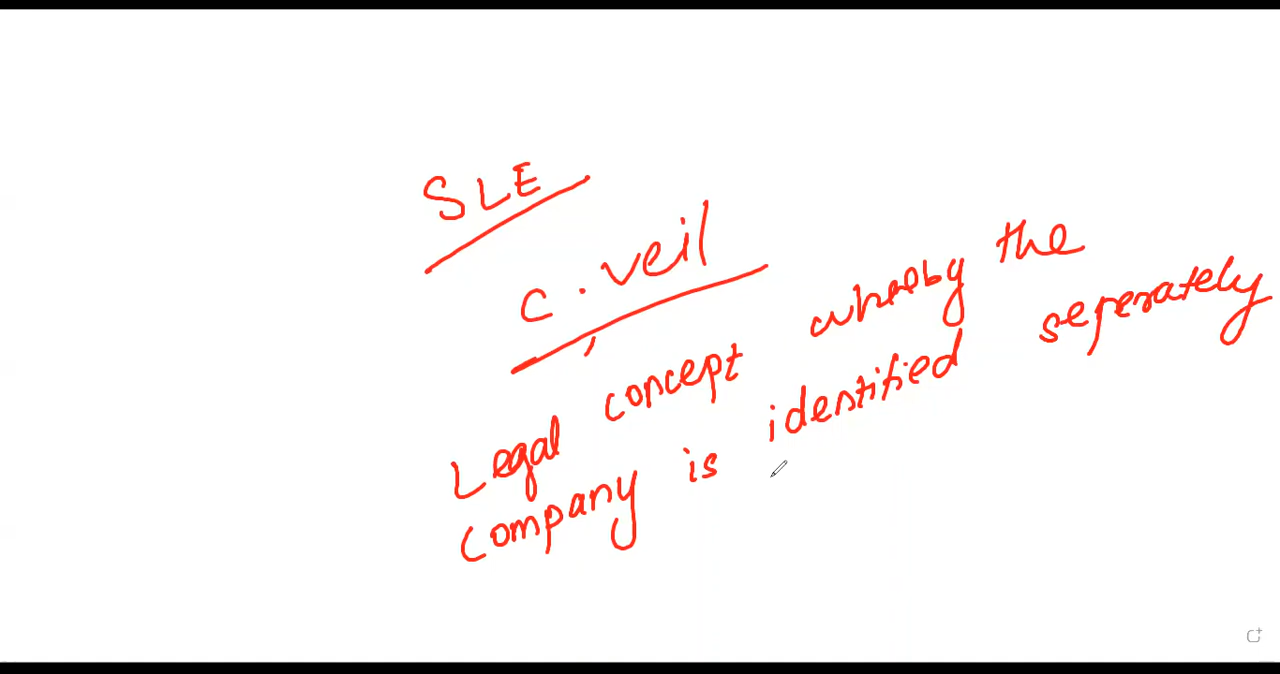 SLE
C. veil
Legal concept whereby the
company is identified seperately